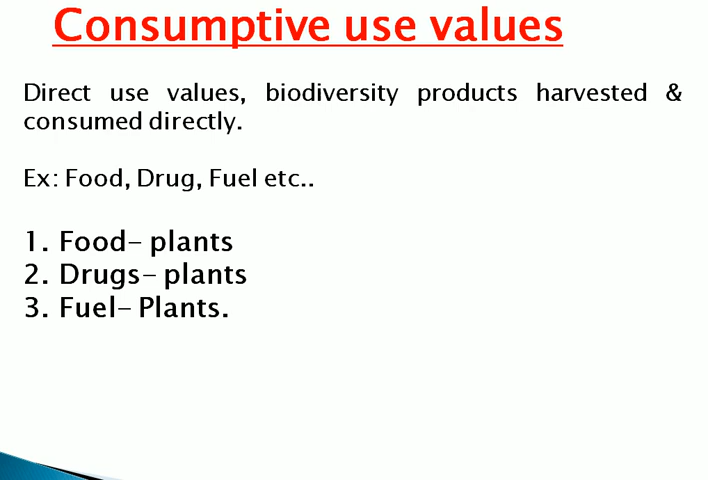 Consumptive use values
Direct use values, biodiversity products harvested &
consumed directly.
Ex: Food, Drug, Fuel etc..
1. Food- plants
2. Drugs- plants
3. Fuel- Plants.